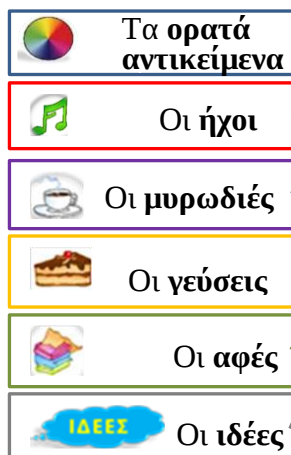 Τα ορατά
αντικείμενα
Οι ήχοι
Οι μυρωδιές
Οι γεύσεις
Οι αφές
ΙΔΕΕΣ
Οι ιδέες